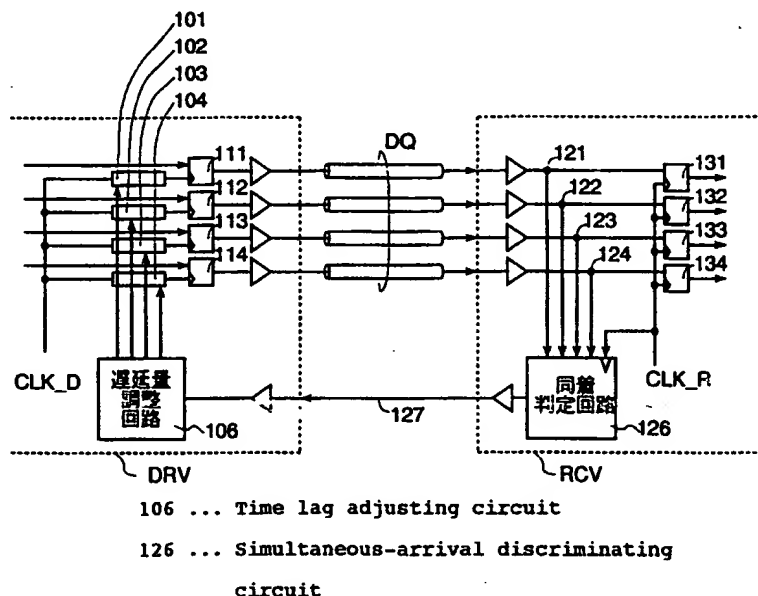 101
102
103
104
111
112
113
114
DQ
121
122
123
124
131
132
133
134
CLK_D
遅延量
調整
回路
106
127
同着
判定回路
126
CLK_R
DRV
RCV
106 ... Time lag adjusting circuit
126 ... Simultaneous-arrival discriminating
circuit